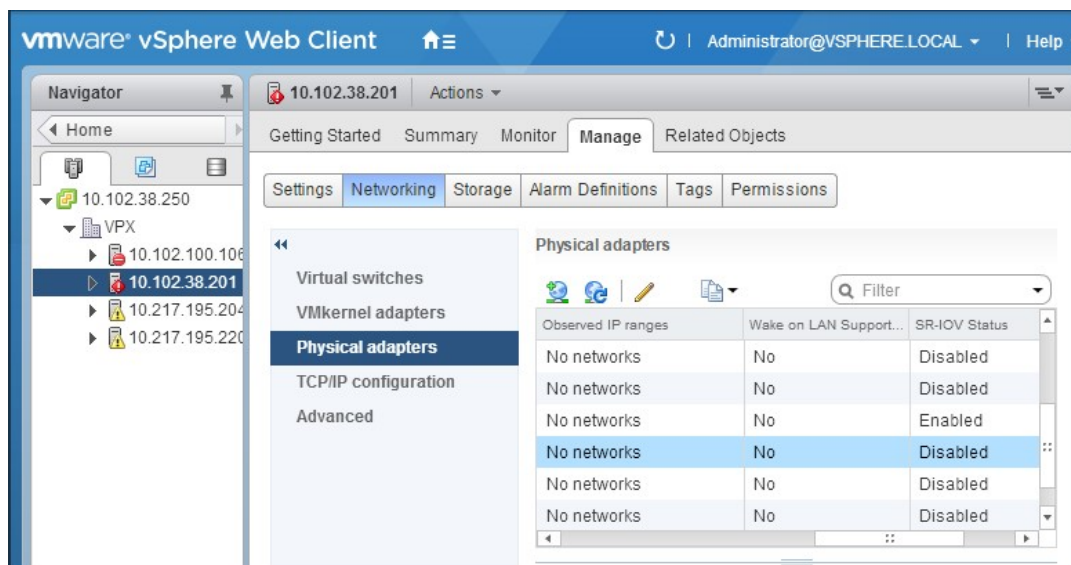 vmware® vSphere Web Client
Administrator@VSPHERE.LOCAL | Help
Navigator
Home
10.102.38.250
VPX
10.102.100.106
10.102.38.201
10.217.195.204
10.217.195.220
10.102.38.201 Actions
Getting Started Summary Monitor Manage Related Objects
Settings Networking Storage Alarm Definitions Tags Permissions
Virtual switches
VMkernel adapters
Physical adapters
TCP/IP configuration
Advanced
Physical adapters
Filter
Observed IP ranges Wake on LAN Support... SR-IOV Status
No networks No Disabled
No networks No Disabled
No networks No Enabled
No networks No Disabled
No networks No Disabled
No networks No Disabled